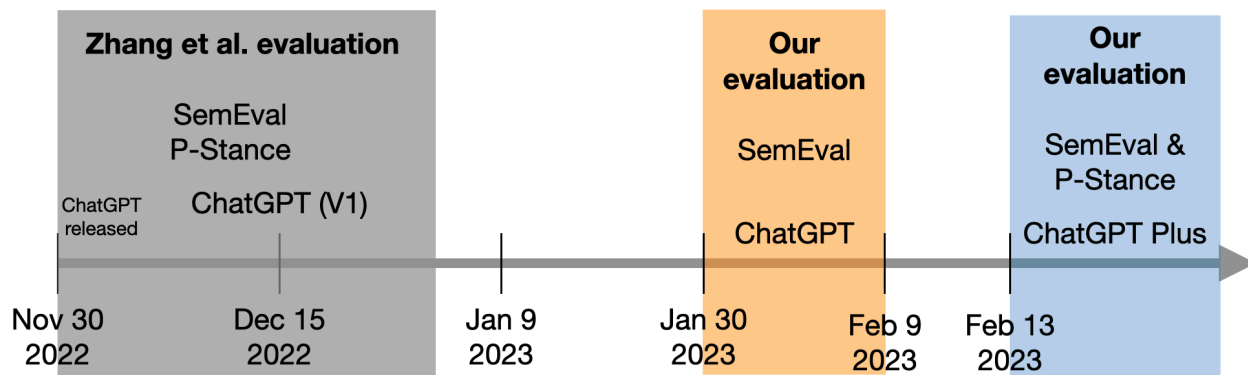 Zhang et al. evaluation
SemEval
P-Stance
ChatGPT
released
ChatGPT (V1)
Our
evaluation
SemEval
ChatGPT
Our
evaluation
SemEval &
P-Stance
ChatGPT Plus
Nov 30
2022
Dec 15
2022
Jan 9
2023
Jan 30
2023
Feb 9
2023
Feb 13
2023